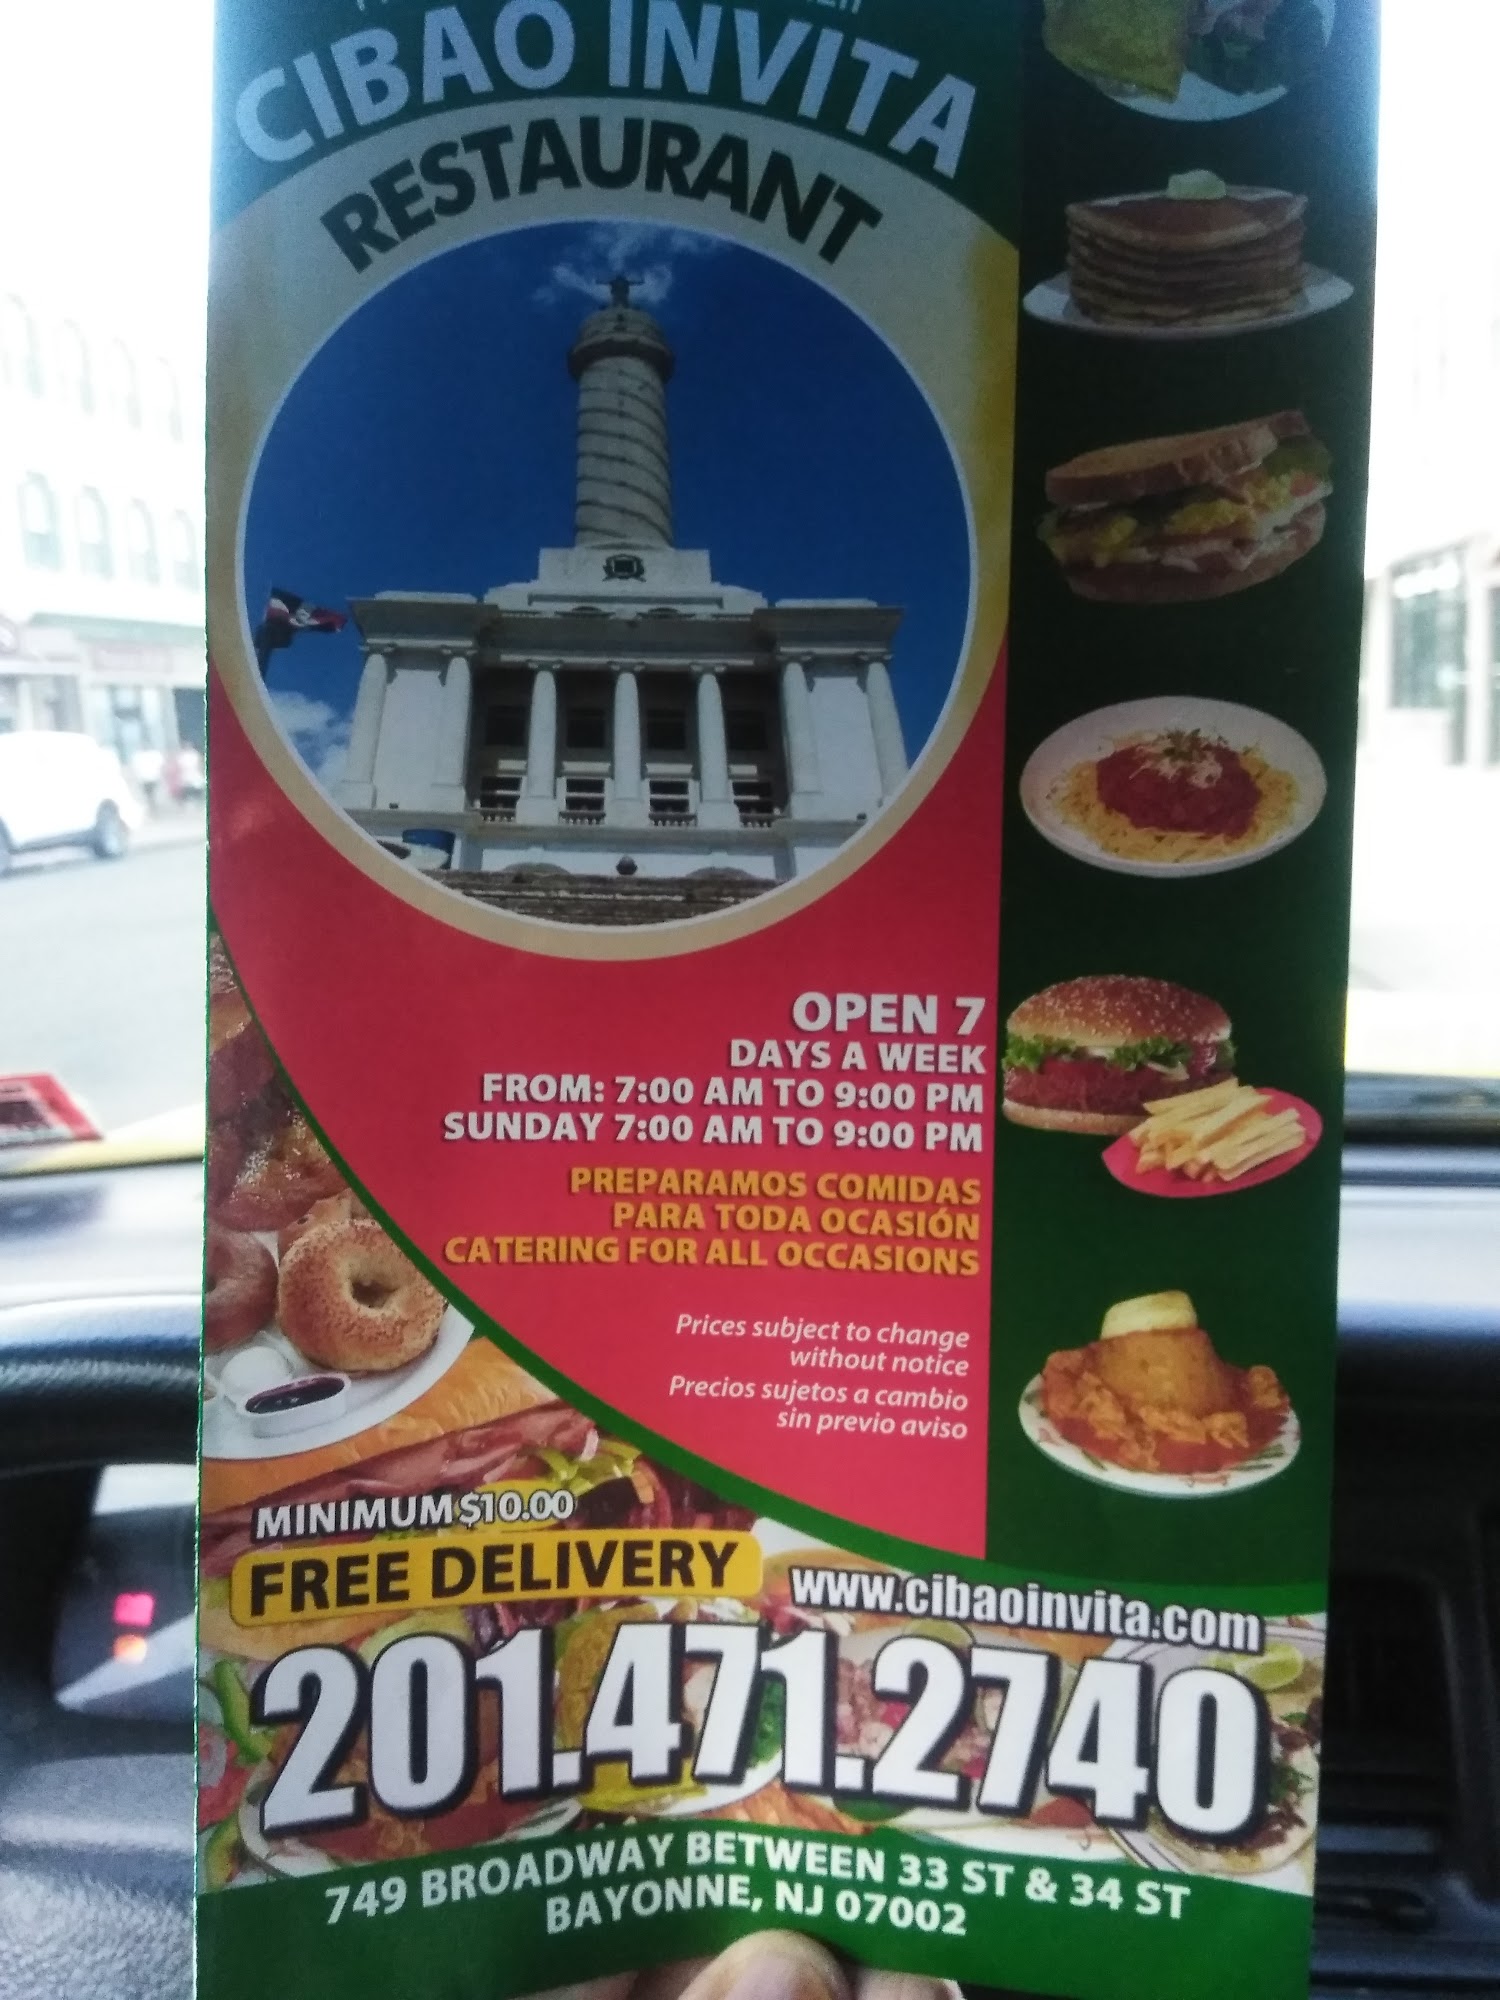 CIBAO INVITA
RESTAURANT
OPEN 7
DAYS A WEEK
FROM: 7:00 AM TO 9:00 PM
SUNDAY 7:00 AM TO 9:00 PM
PREPARAMOS COMIDAS
PARA TODA OCASIÓN
CATERING FOR ALL OCCASIONS
Prices subject to change
without notice
Precios sujetos a cambio
sin previo aviso
MINIMUM $10.00
FREE DELIVERY
www.cibaoinvita.com
201.471.2740
749 BROADWAY BETWEEN 33 ST & 34 ST
BAYONNE, NJ 07002